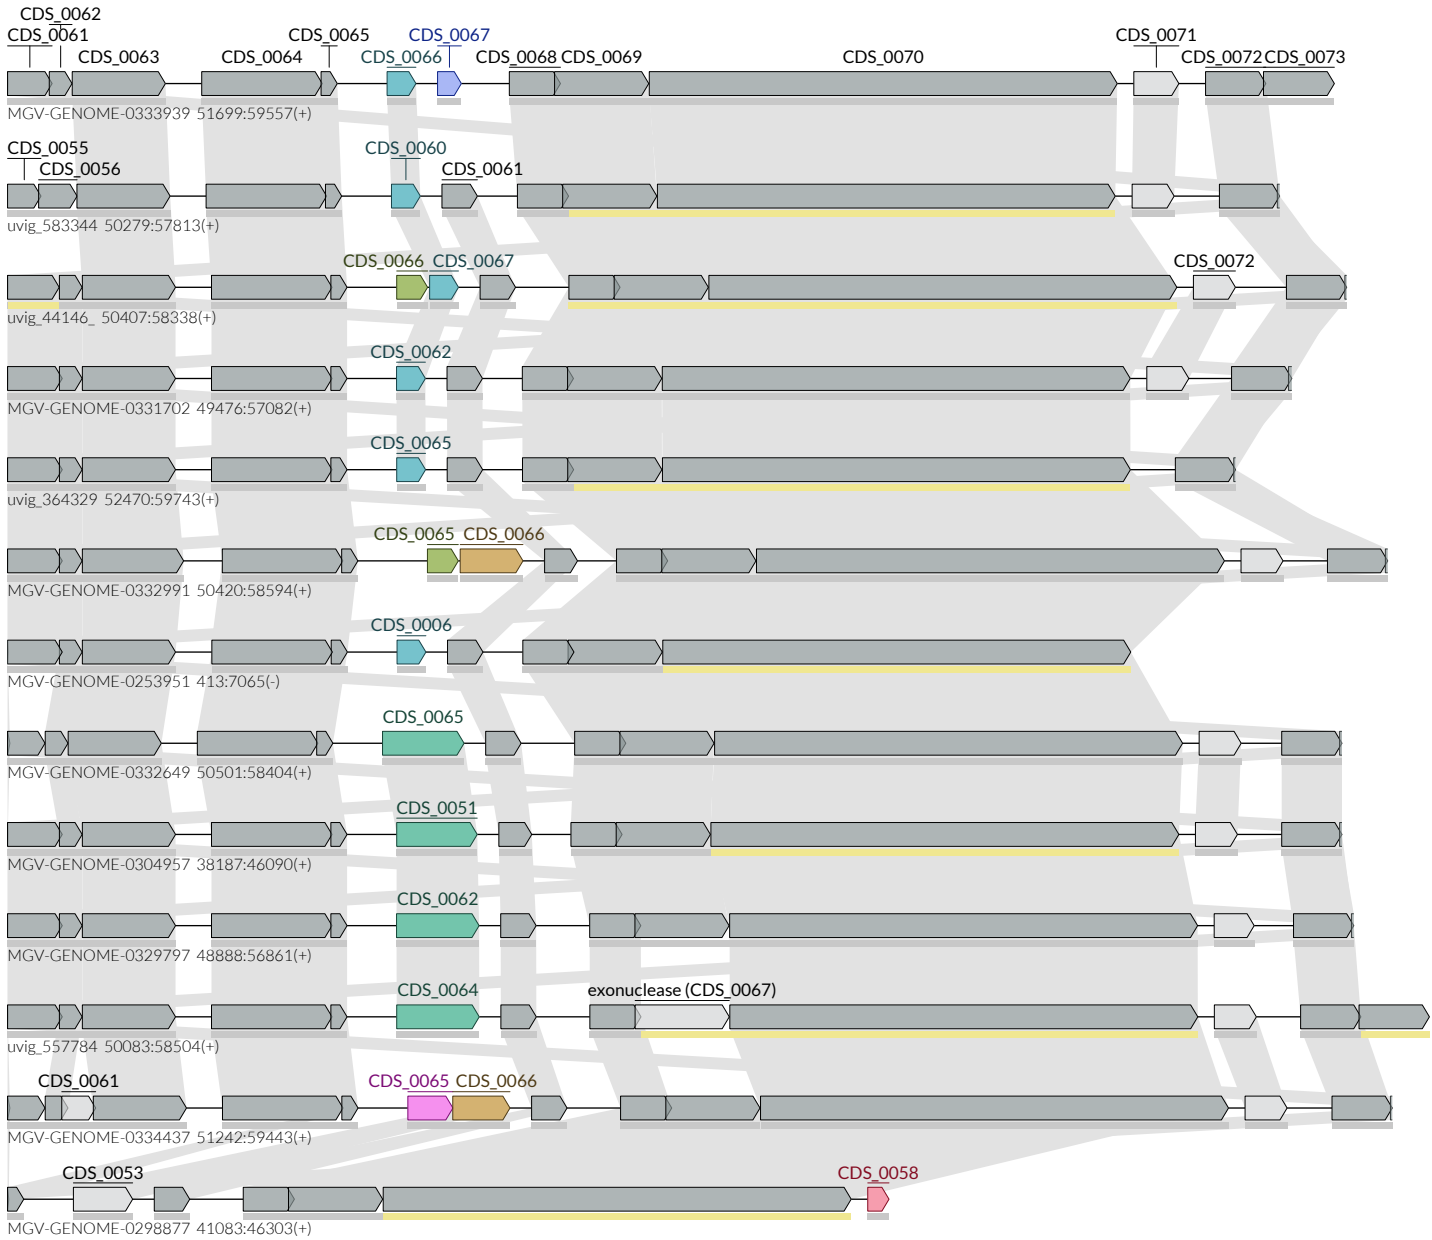 CDS_0062
CDS_0061 CDS_0065 CDS_0067 CDS_0071
CDS_0063 CDS_0064 CDS_0066 CDS_0068 CDS_0069 CDS_0070 CDS_0072 CDS_0073
MGV-GENOME-0333939 51699:59557(+)
CDS_0055 CDS_0060
CDS_0056 CDS_0061
uvig_583344 50279:57813(+)
CDS_0066 CDS_0067 CDS_0072
uvig_44146_ 50407:58338(+)
CDS_0062
MGV-GENOME-0331702 49476:57082(+)
CDS_0065
uvig_364329 52470:59743(+)
CDS_0065 CDS_0066
MGV-GENOME-0332991 50420:58594(+)
CDS_0006
MGV-GENOME-0253951 413:7065(-)
CDS_0065
MGV-GENOME-0332649 50501:58404(+)
CDS_0051
MGV-GENOME-0304957 38187:46090(+)
CDS_0062
MGV-GENOME-0329797 48888:56861(+)
CDS_0064 exonuclease (CDS_0067)
uvig_557784 50083:58504(+)
CDS_0061 CDS_0065 CDS_0066
MGV-GENOME-0334437 51242:59443(+)
CDS_0053 CDS_0058
MGV-GENOME-0298877 41083:46303(+)